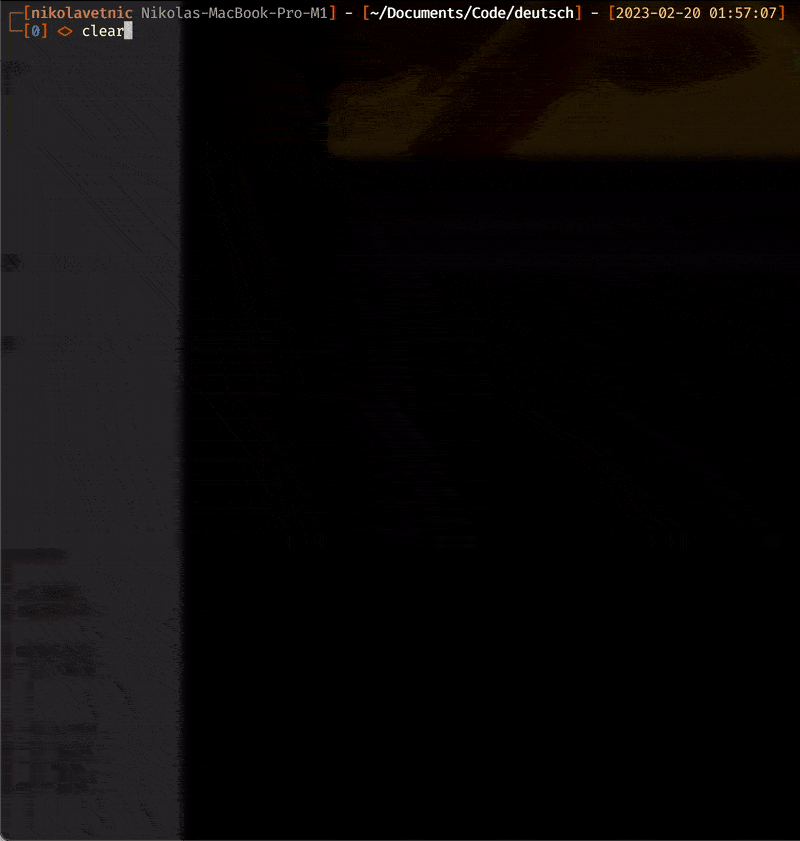 ┌─[nikolavetnic Nikolas-MacBook-Pro-M1] - [~/Documents/Code/deutsch] - [2023-02-20 01:57:07]
└─[0] <> clear